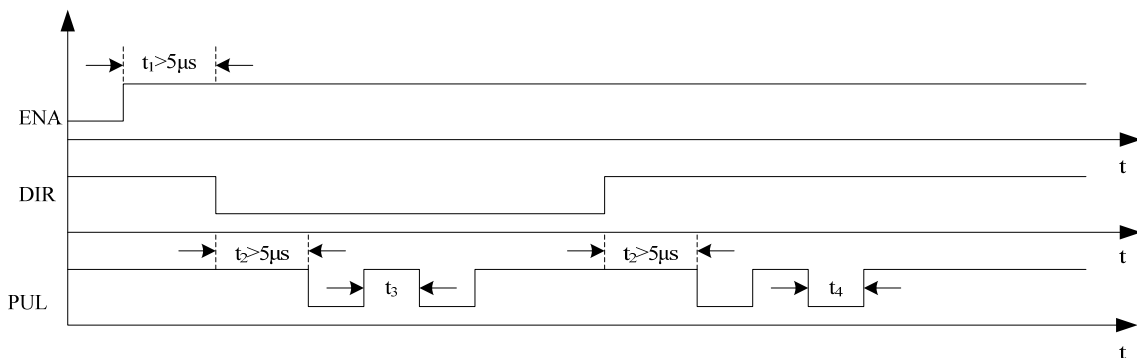 t₁>5μs
ENA
t
DIR
t
t₂>5μs
t₂>5μs
t₃
t₄
PUL
t